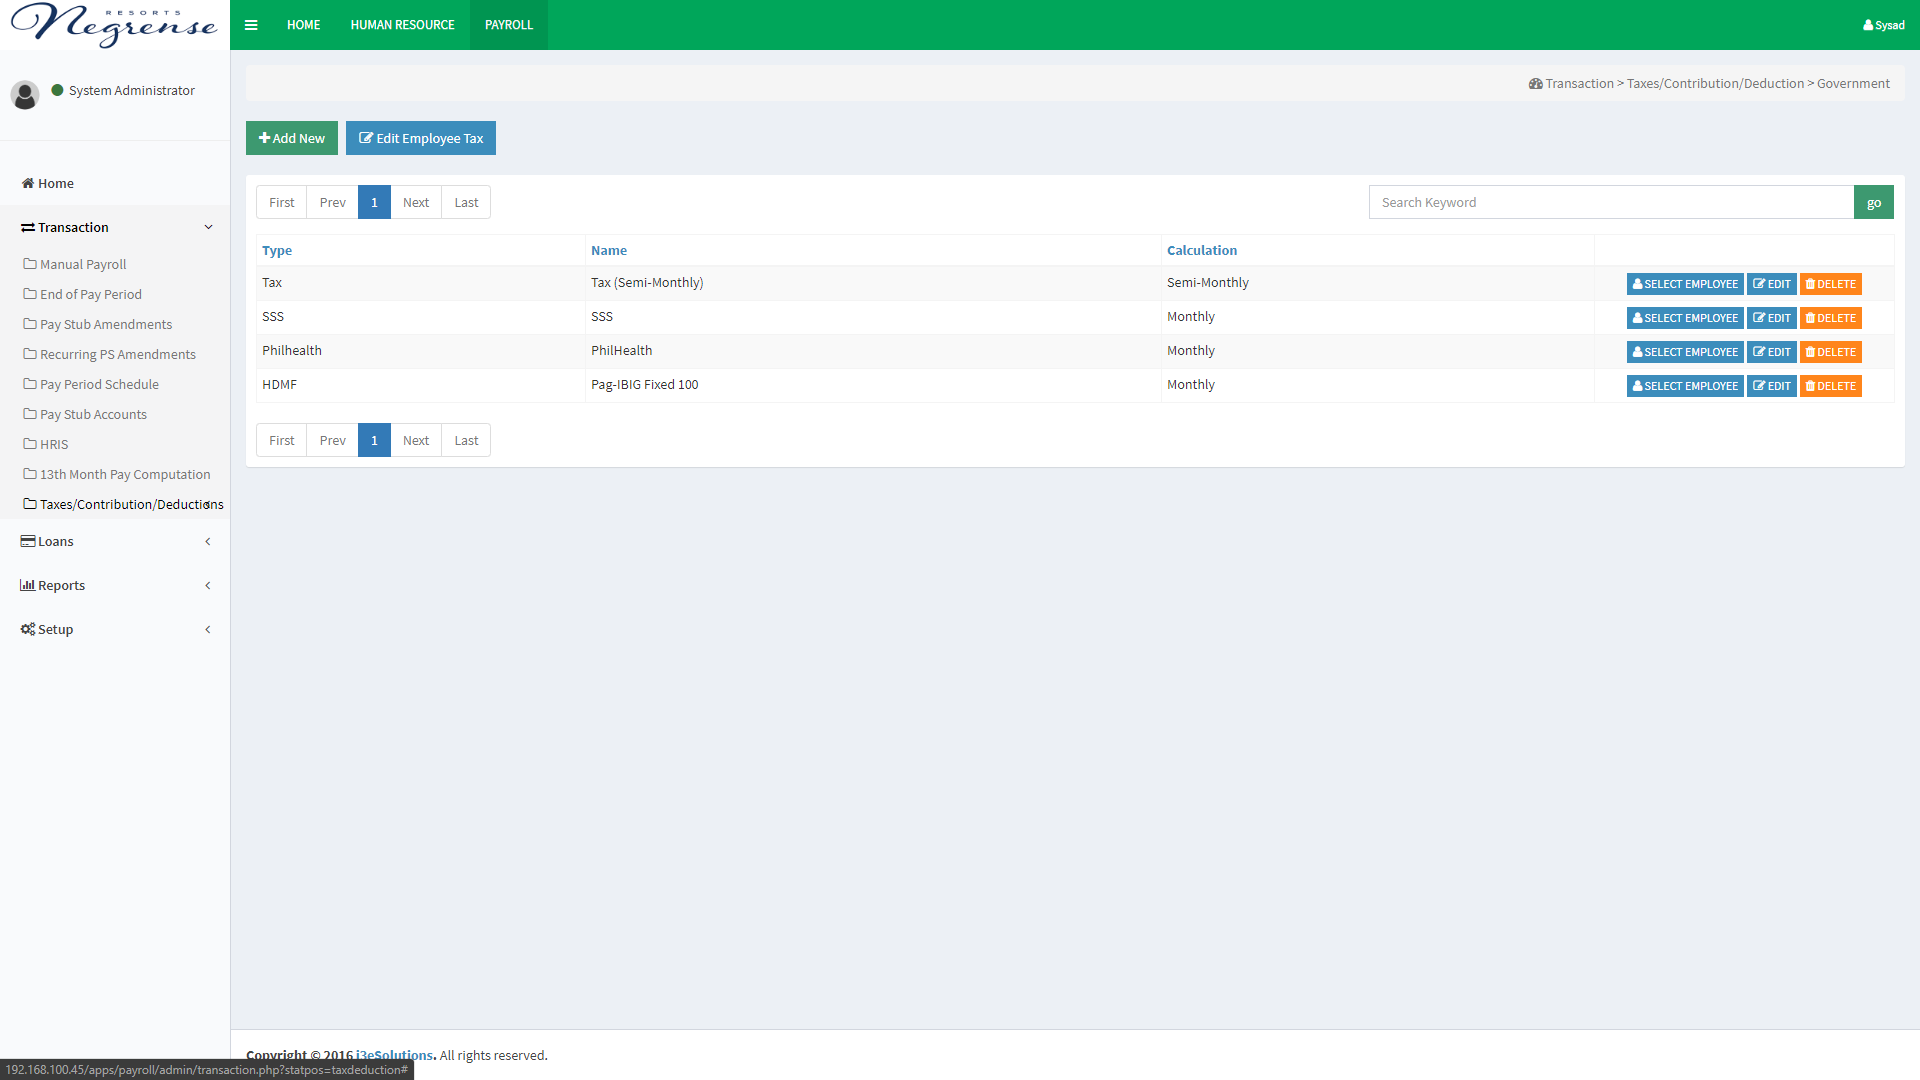 RESORTS
Negrense
HOME
HUMAN RESOURCE
PAYROLL
Sysad
System Administrator
Transaction > Taxes/Contribution/Deduction > Government
Add New
Edit Employee Tax
Home
Transaction
Manual Payroll
End of Pay Period
Pay Stub Amendments
Recurring PS Amendments
Pay Period Schedule
Pay Stub Accounts
HRIS
13th Month Pay Computation
Taxes/Contribution/Deductions
Loans
Reports
Setup
First Prev 1 Next Last
Search Keyword
go
Type Name Calculation
Tax Tax (Semi-Monthly) Semi-Monthly SELECT EMPLOYEE EDIT DELETE
SSS SSS Monthly SELECT EMPLOYEE EDIT DELETE
Philhealth PhilHealth Monthly SELECT EMPLOYEE EDIT DELETE
HDMF Pag-IBIG Fixed 100 Monthly SELECT EMPLOYEE EDIT DELETE
First Prev 1 Next Last
Copyright © 2016 i3eSolutions. All rights reserved.
192.168.100.45/apps/payroll/admin/transaction.php?statpos=taxdeduction#